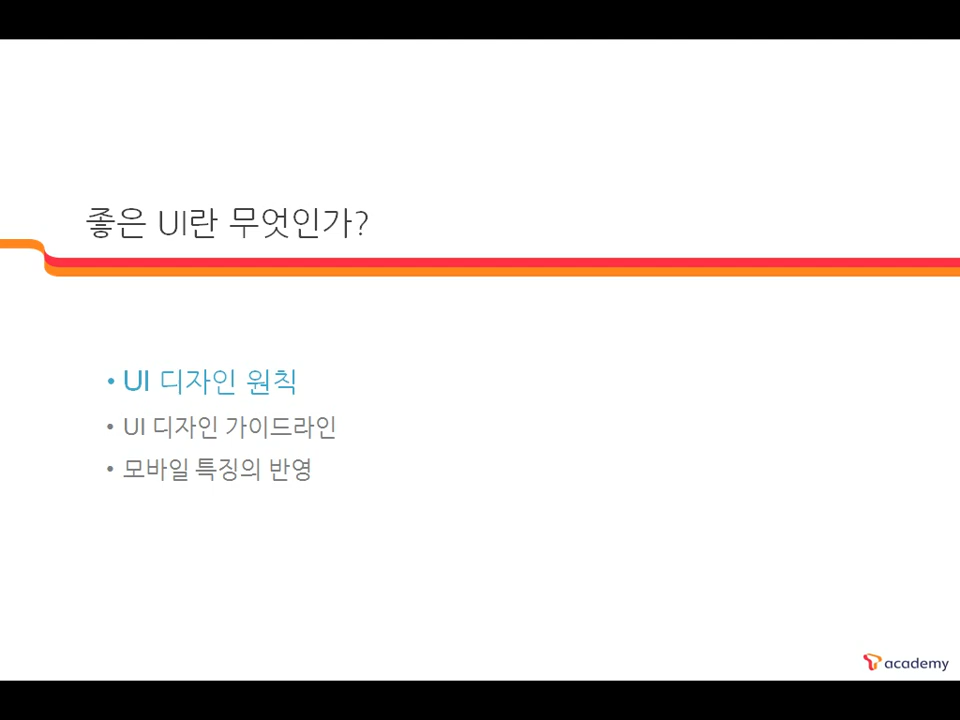 좋은 UI란 무엇인가?
• UI 디자인 원칙
• UI 디자인 가이드라인
• 모바일 특징의 반영
T academy